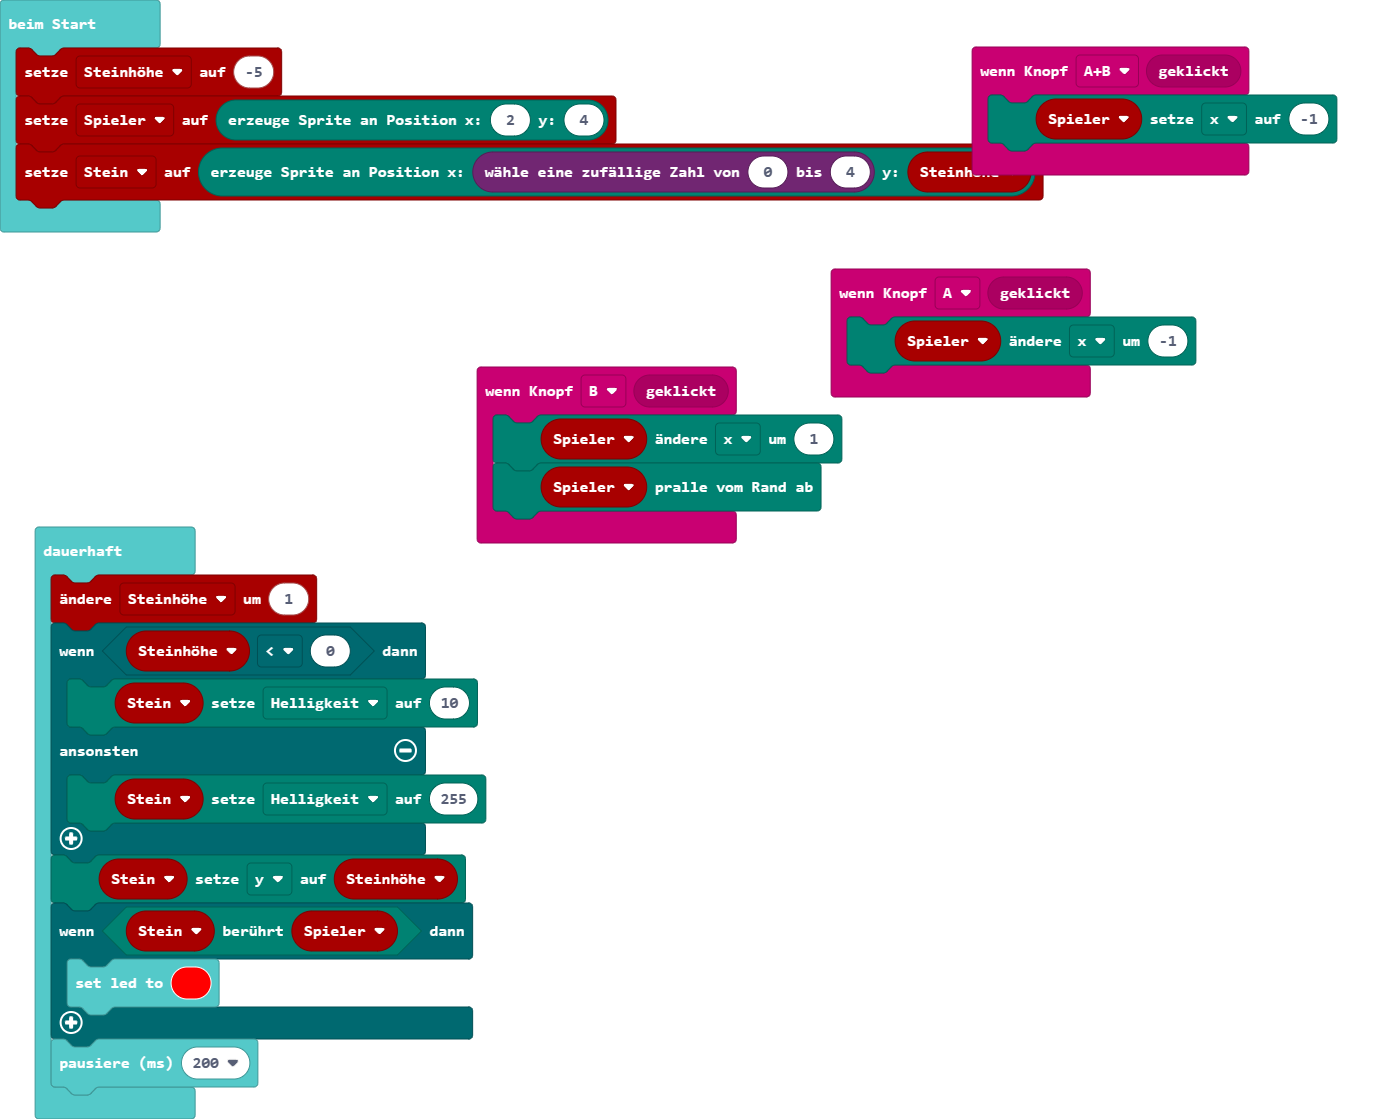 beim Start
setze Steinhöhe auf -5
setze Spieler auf erzeuge Sprite an Position x: 2 y: 4
setze Stein auf erzeuge Sprite an Position x: wähle eine zufällige Zahl von 0 bis 4 y: Steinhöhe
wenn Knopf A+B geklickt
Spieler setze x auf -1
wenn Knopf A geklickt
Spieler ändere x um -1
wenn Knopf B geklickt
Spieler ändere x um 1
Spieler pralle vom Rand ab
dauerhaft
ändere Steinhöhe um 1
wenn Steinhöhe < 0 dann
Stein setze Helligkeit auf 10
ansonsten
Stein setze Helligkeit auf 255
Stein setze y auf Steinhöhe
wenn Stein berührt Spieler dann
set led to
pausiere (ms) 200